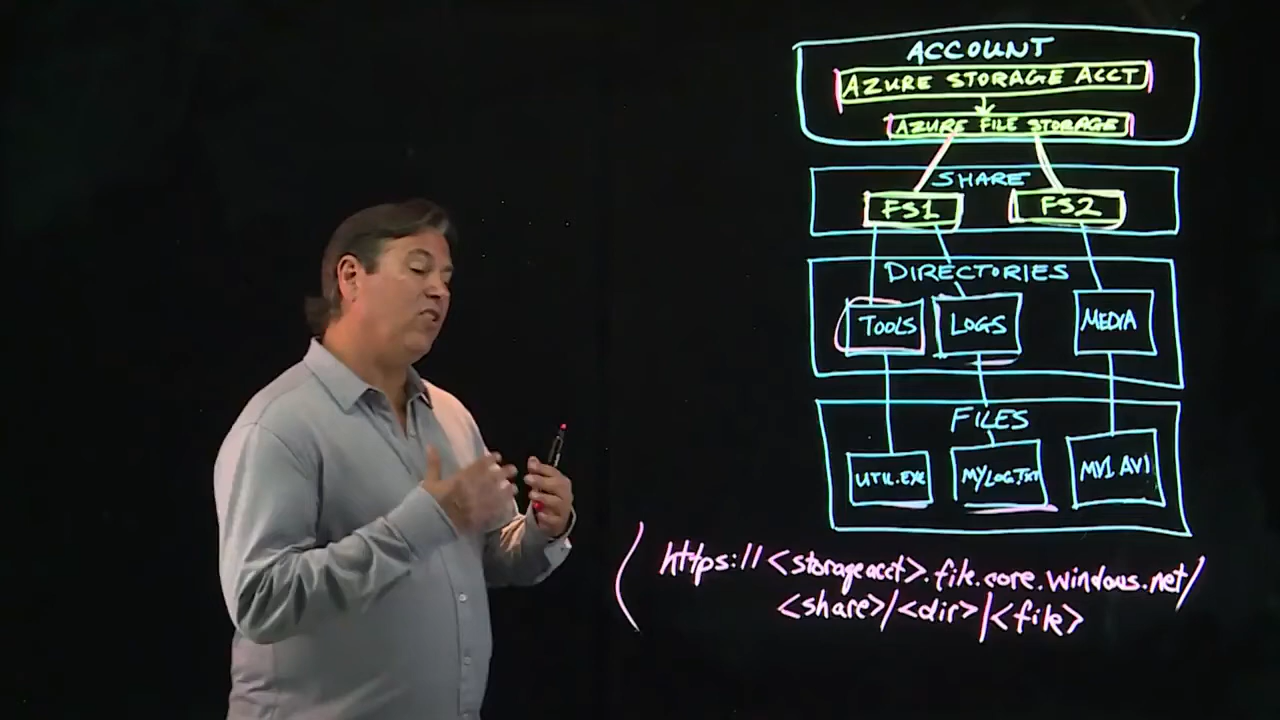 ACCOUNT
AZURE STORAGE ACCT
AZURE FILE STORAGE
SHARE
FS1 FS2
DIRECTORIES
TOOLS LOGS MEDIA
FILES
UTIL.EXE MYLOG.TXT MV1.AVI
https://<storageacct>.file.core.windows.net/
<share>/<dir>/<file>